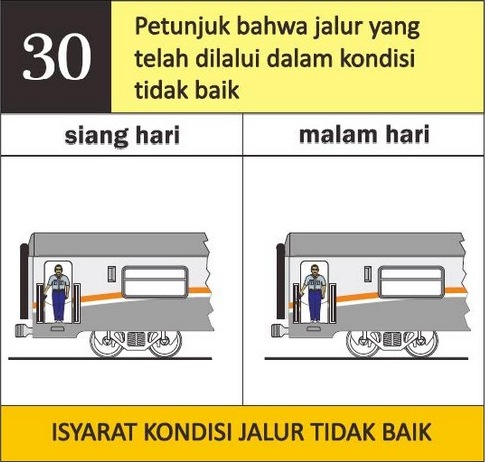 30
Petunjuk bahwa jalur yang
telah dilalui dalam kondisi
tidak baik
siang hari
malam hari
ISYARAT KONDISI JALUR TIDAK BAIK